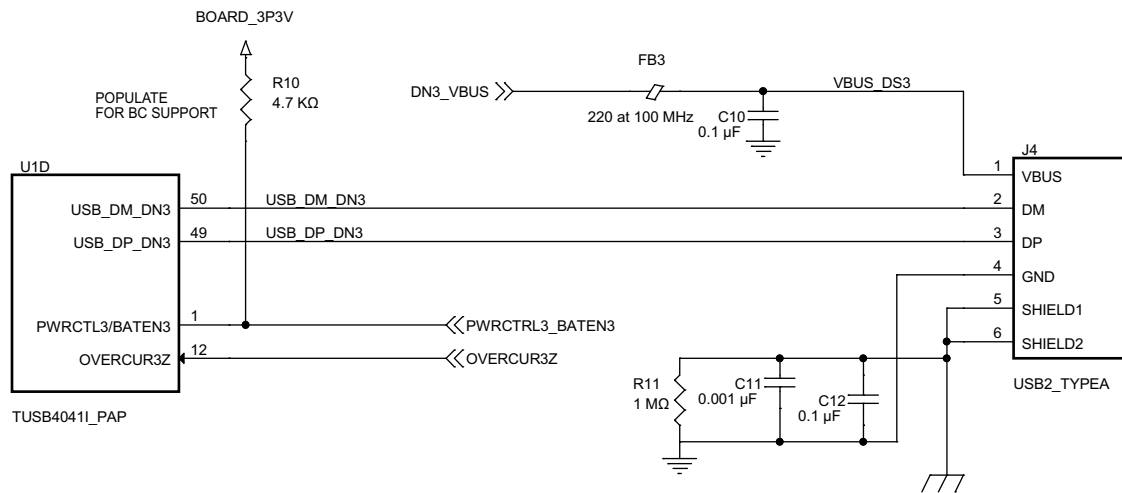 BOARD_3P3V
R10
4.7 KΩ
POPULATE
FOR BC SUPPORT
DN3_VBUS
FB3
220 at 100 MHz
VBUS_DS3
C10
0.1 µF
U1D
USB_DM_DN3
50
USB_DM_DN3
USB_DP_DN3
49
USB_DP_DN3
PWRCTL3/BATEN3
1
PWRCTRL3_BATEN3
OVERCUR3Z
12
OVERCUR3Z
TUSB4041I_PAP
J4
1
VBUS
2
DM
3
DP
4
GND
5
SHIELD1
6
SHIELD2
USB2_TYPEA
R11
1 MΩ
C11
0.001 µF
C12
0.1 µF